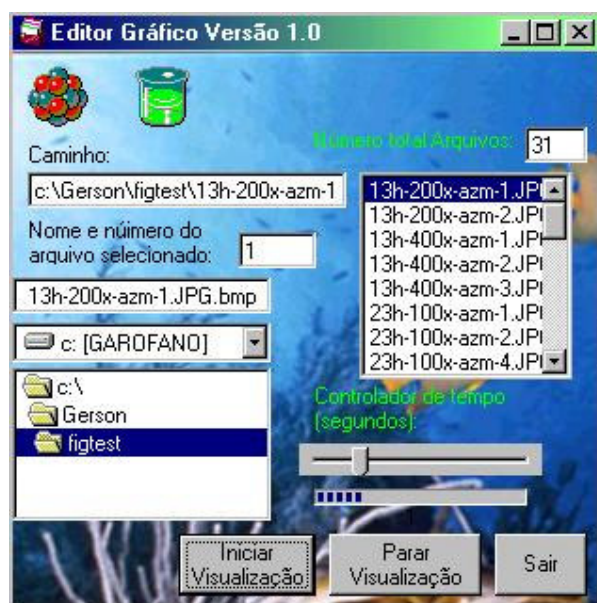 Editor Gráfico Versão 1.0
Número total Arquivos: 31
Caminho:
c:\Gerson\figtest\13h-200x-azm-1
Nome e núimero do
arquivo selecionado: 1
13h-200x-azm-1.JPG.bmp
c: [GAROFANO]
c:\
Gerson
figtest
13h-200x-azm-1.JP
13h-200x-azm-2.JP
13h-400x-azm-1.JP
13h-400x-azm-2.JP
13h-400x-azm-3.JP
23h-100x-azm-1.JP
23h-100x-azm-2.JP
23h-100x-azm-4.JP
Controlador de tempo
(segundos):
Iniciar
Visualização
Parar
Visualização
Sair